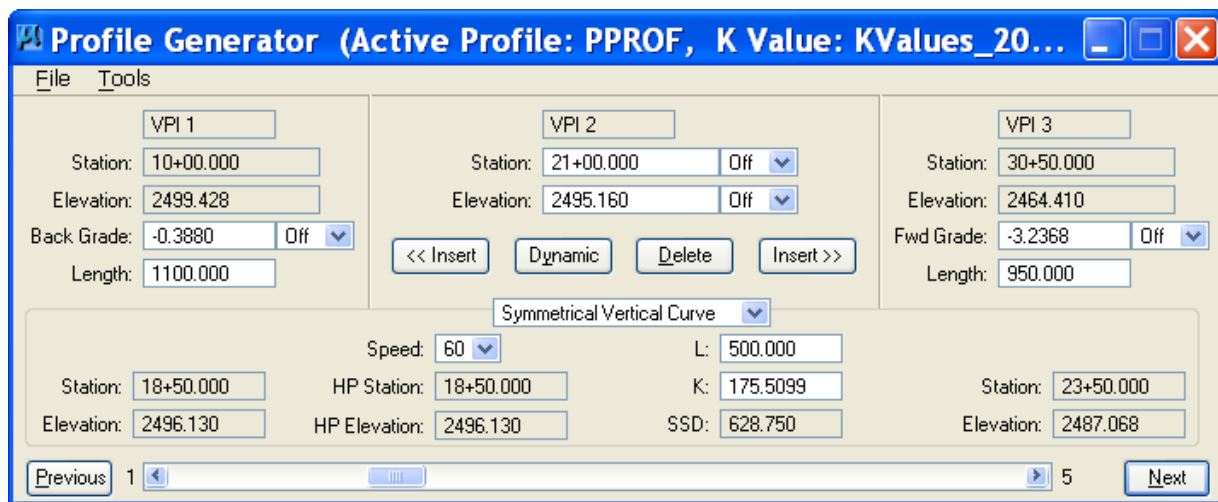 Profile Generator (Active Profile: PPROF, K Value: KValues_20...
File Tools
VPI 1 VPI 2 VPI 3
Station: 10+00.000 Station: 21+00.000 Off Station: 30+50.000
Elevation: 2499.428 Elevation: 2495.160 Off Elevation: 2464.410
Back Grade: -0.3880 Off << Insert Dynamic Delete Insert >> Fwd Grade: -3.2368 Off
Length: 1100.000 Length: 950.000
Symmetrical Vertical Curve
Speed: 60 L: 500.000
Station: 18+50.000 HP Station: 18+50.000 K: 175.5099 Station: 23+50.000
Elevation: 2496.130 HP Elevation: 2496.130 SSD: 628.750 Elevation: 2487.068
Previous 1 5 Next